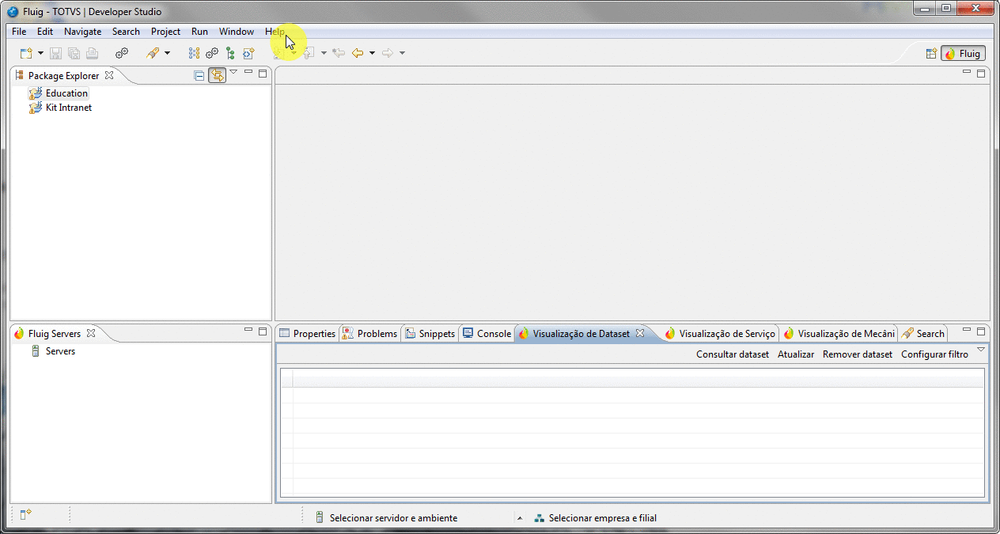 Fluig - TOTVS | Developer Studio
File Edit Navigate Search Project Run Window Help
Fluig
Package Explorer
Education
Kit Intranet
Fluig Servers
Servers
Properties Problems Snippets Console Visualização de Dataset Visualização de Serviço Visualização de Mecâni Search
Consultar dataset Atualizar Remover dataset Configurar filtro
Selecionar servidor e ambiente Selecionar empresa e filial